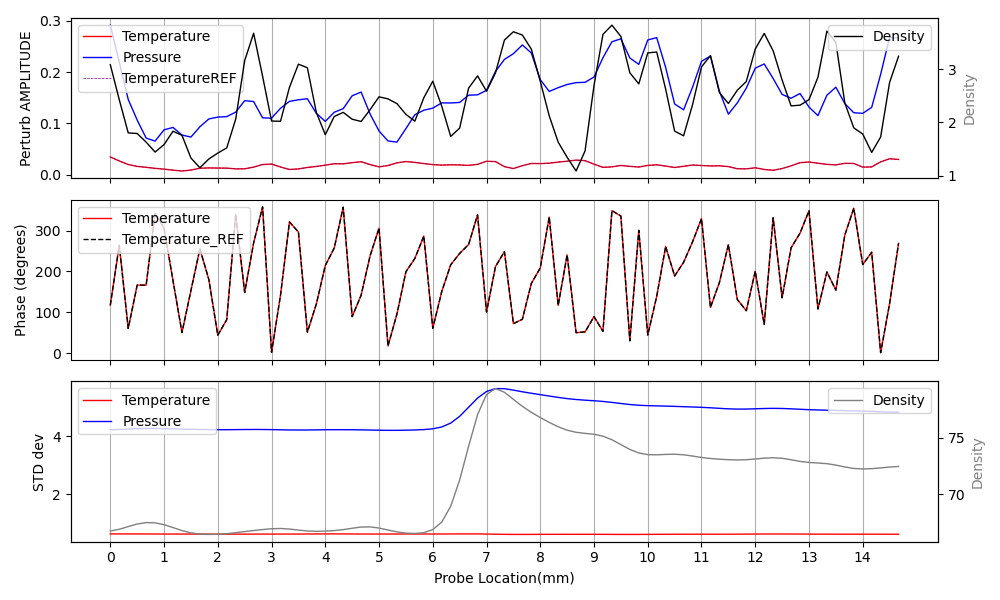 0.3
0.2
0.1
0.0
Perturb AMPLITUDE
Temperature
Pressure
TemperatureREF
Density
3
2
1
Density
300
200
100
0
Phase (degrees)
Temperature
Temperature_REF
4
2
STD dev
Temperature
Pressure
Density
75
70
Density
0 1 2 3 4 5 6 7 8 9 10 11 12 13 14
Probe Location(mm)